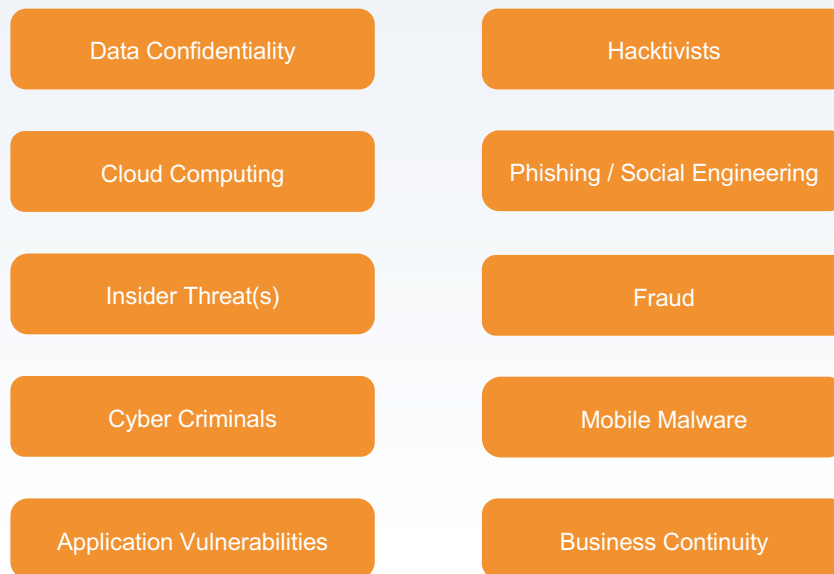 Data Confidentiality
Hacktivists
Cloud Computing
Phishing / Social Engineering
Insider Threat(s)
Fraud
Cyber Criminals
Mobile Malware
Application Vulnerabilities
Business Continuity